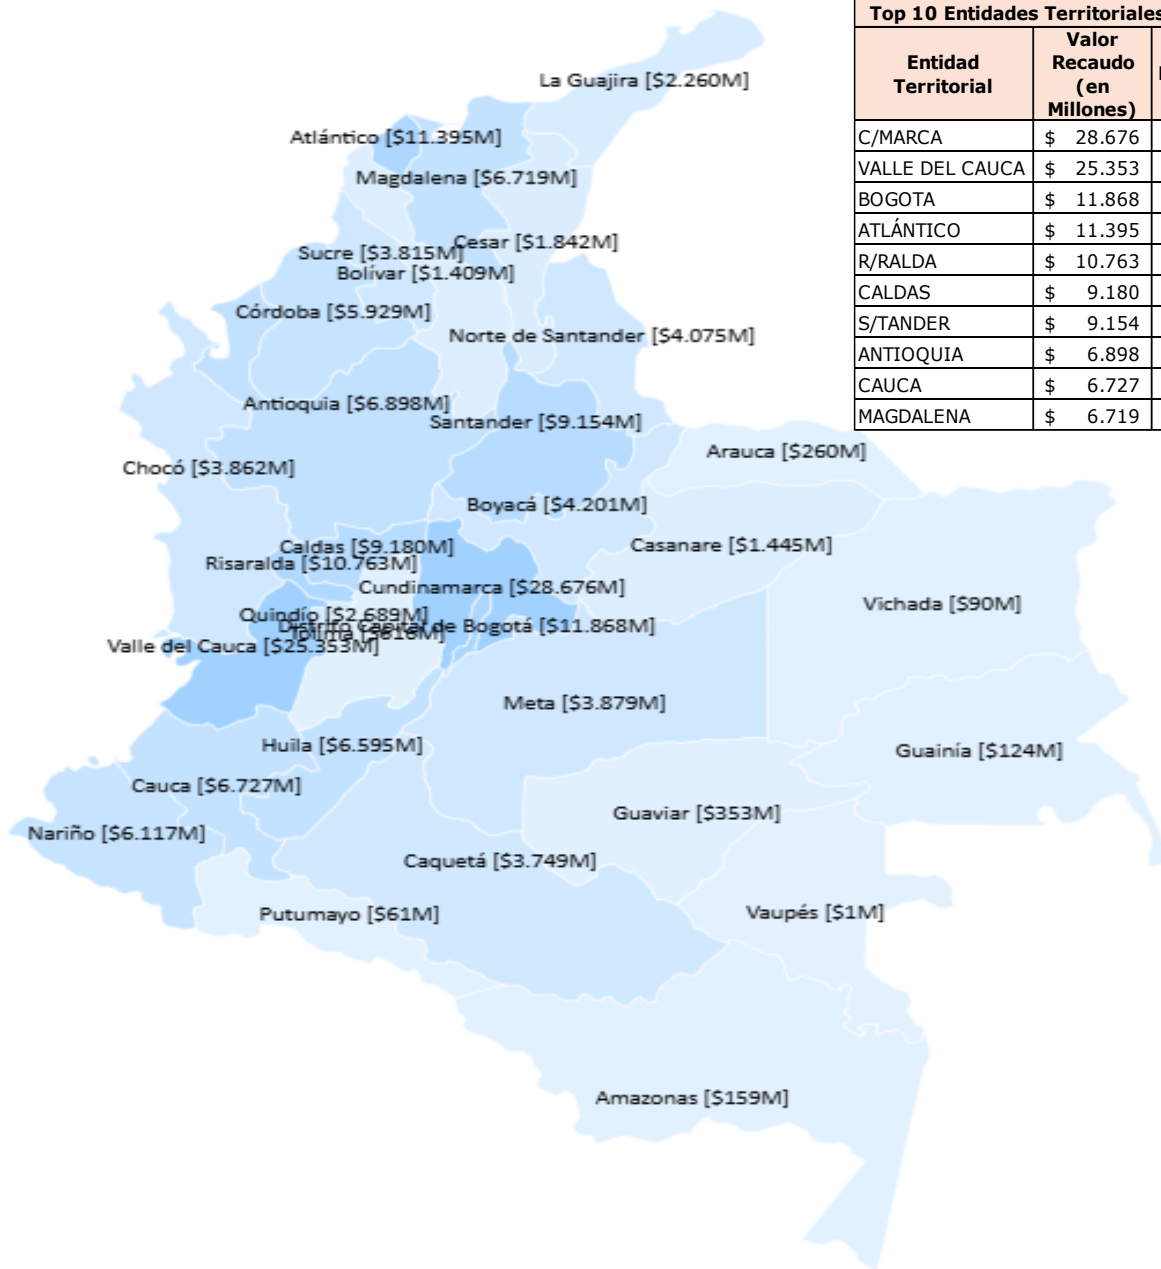 Top 10 Entidades Territoriales
Entidad Territorial
Valor Recaudo (en Millones)
C/MARCA $ 28.676
VALLE DEL CAUCA $ 25.353
BOGOTA $ 11.868
ATLÁNTICO $ 11.395
R/RALDA $ 10.763
CALDAS $ 9.180
S/TANDER $ 9.154
ANTIOQUIA $ 6.898
CAUCA $ 6.727
MAGDALENA $ 6.719
La Guajira [$2.260M]
Atlántico [$11.395M]
Magdalena [$6.719M]
Cesar [$1.842M]
Sucre [$3.815M]
Bolívar [$1.409M]
Córdoba [$5.929M]
Norte de Santander [$4.075M]
Antioquia [$6.898M]
Santander [$9.154M]
Arauca [$260M]
Chocó [$3.862M]
Boyacá [$4.201M]
Caldas [$9.180M]
Casanare [$1.445M]
Risaralda [$10.763M]
Cundinamarca [$28.676M]
Vichada [$90M]
Quindío [$2.689M]
Distrito Capital de Bogotá [$11.868M]
Tolima
Valle del Cauca [$25.353M]
Meta [$3.879M]
Huila [$6.595M]
Guainía [$124M]
Cauca [$6.727M]
Guaviar [$353M]
Nariño [$6.117M]
Caquetá [$3.749M]
Putumayo [$61M]
Vaupés [$1M]
Amazonas [$159M]